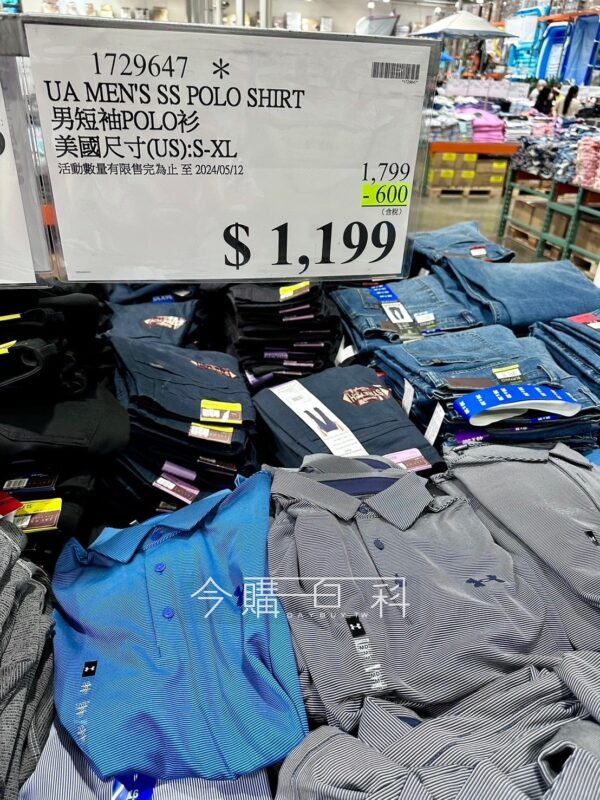 1729647 *
UA MEN'S SS POLO SHIRT
男短袖POLO衫
美國尺寸(US):S-XL
活動數量有限售完為止 至 2024/05/12
1,799
- 600
(含稅)
$ 1,199
今購百科
DAYBUY.TW